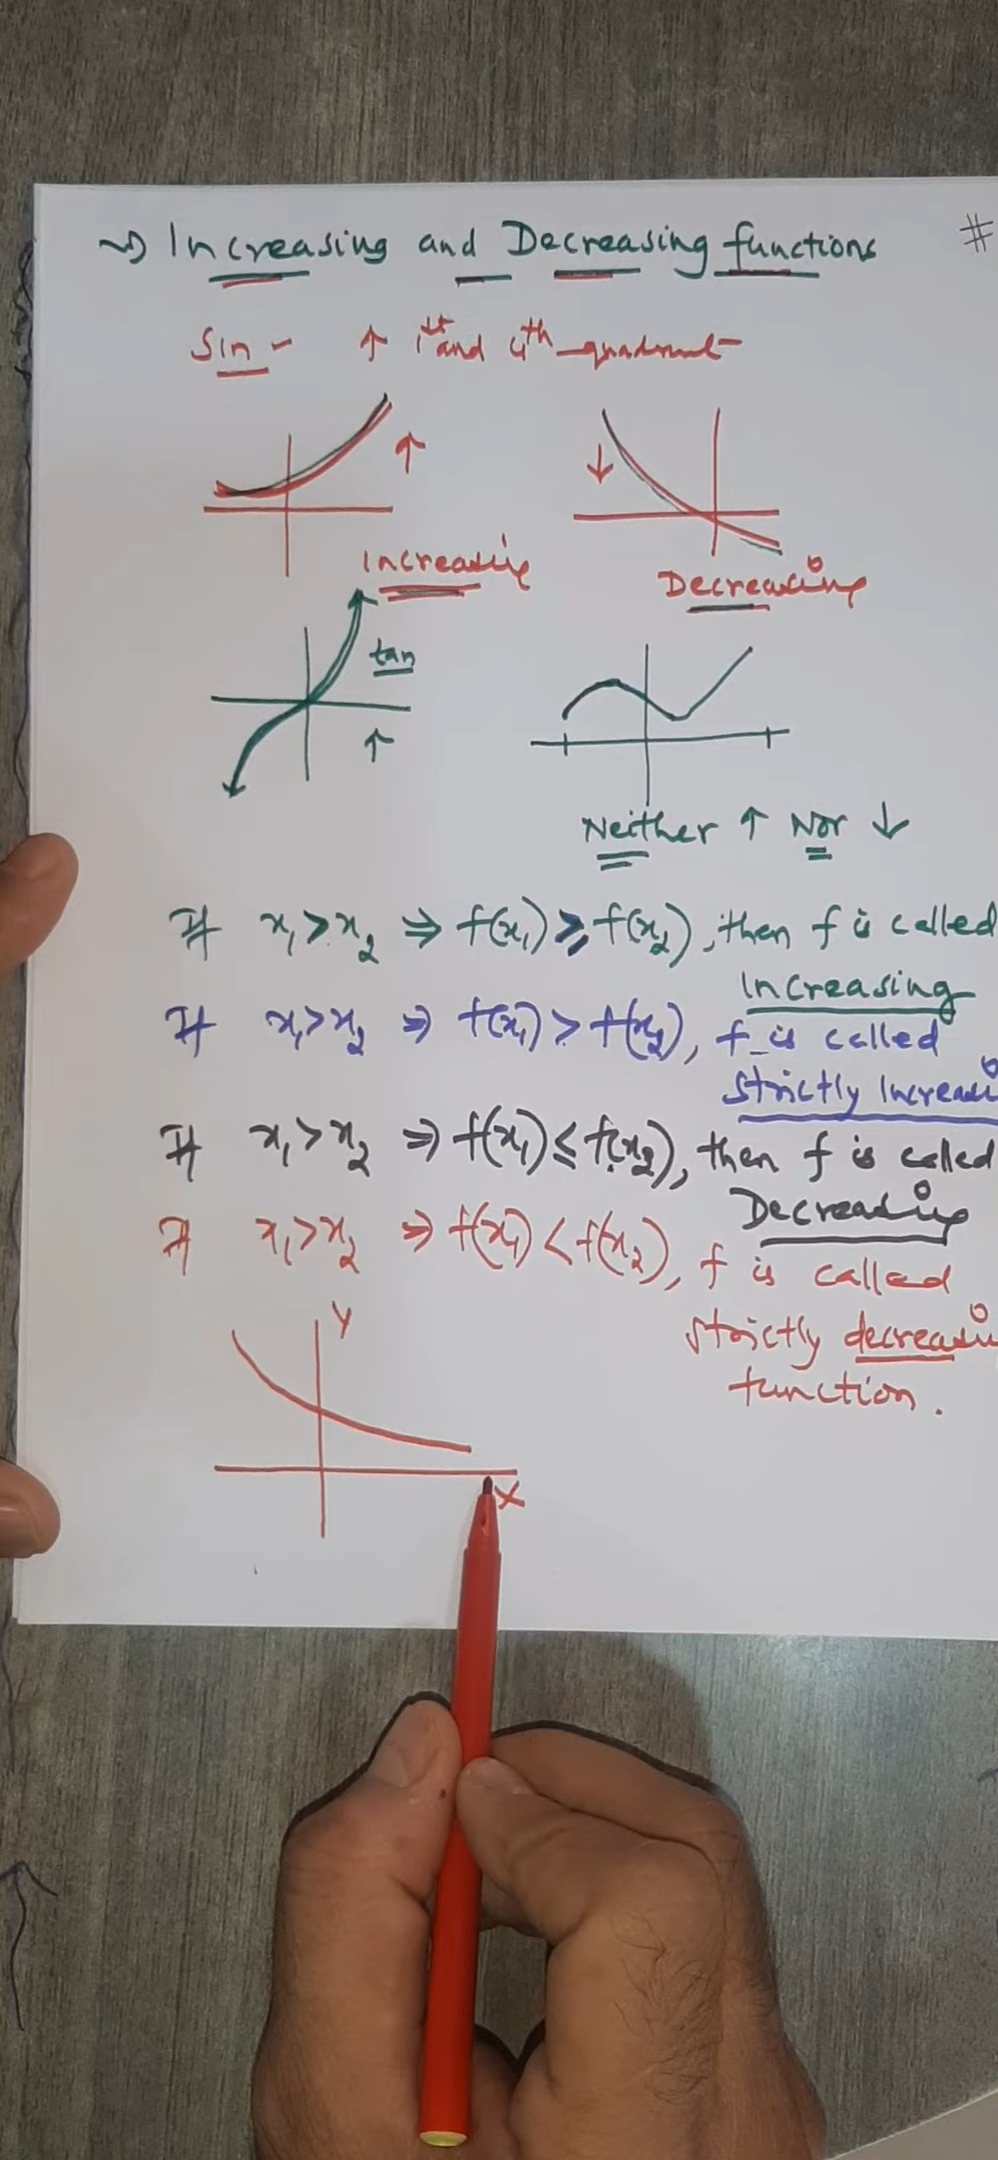 ~) Increasing and Decreasing functions #
Sin - ↑ 1st and 4th quadrant
↑ ↓
Increasing Decreasing
tan
↑
Neither ↑ Nor ↓
If x₁>x₂ ⇒ f(x₁) ≥ f(x₂), then f is called
Increasing
If x₁>x₂ ⇒ f(x₁) > f(x₂), f is called
Strictly Increasi
If x₁>x₂ ⇒ f(x₁) ≤ f(x₂), then f is called
Decreasing
If x₁>x₂ ⇒ f(x₁) < f(x₂), f is called
strictly decreasin
function.
Y
X